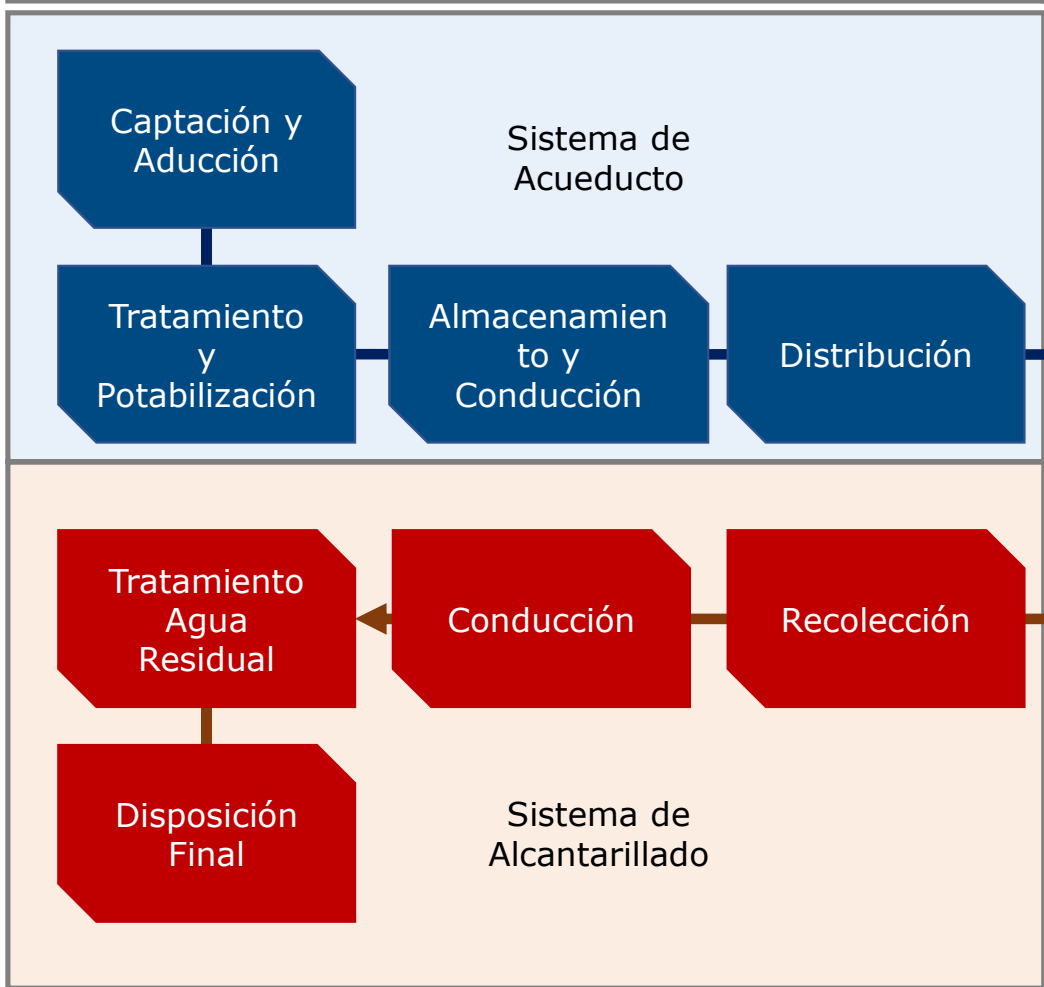 Captación y
Aducción
Sistema de
Acueducto
Tratamiento
y
Potabilización
Almacenamien
to y
Conducción
Distribución
Tratamiento
Agua
Residual
Conducción
Recolección
Disposición
Final
Sistema de
Alcantarillado